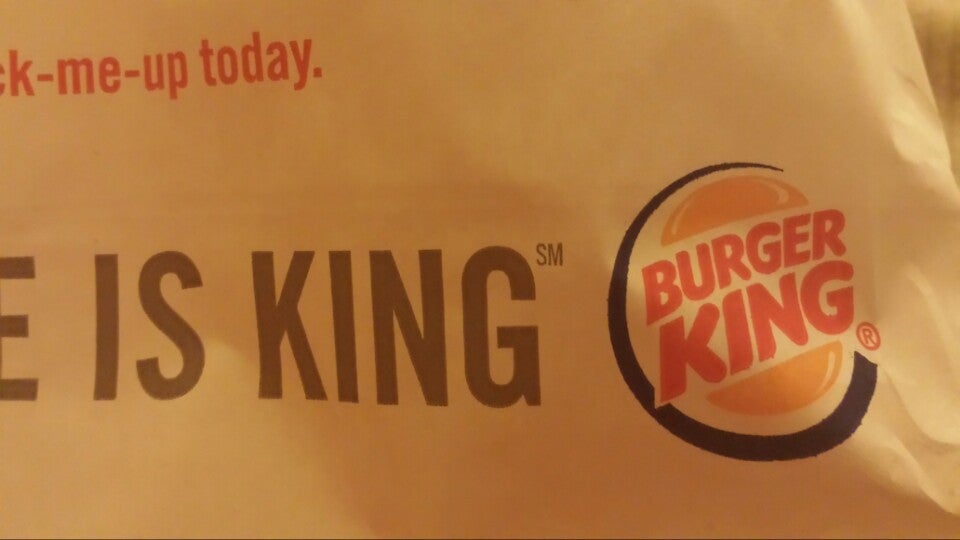 ck-me-up today.
E IS KING℠
BURGER
KING®